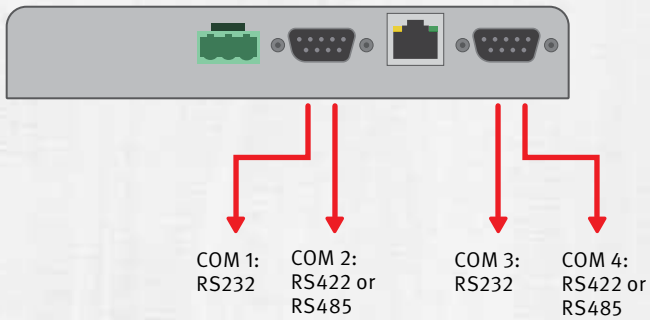 COM 1:
RS232
COM 2:
RS422 or
RS485
COM 3:
RS232
COM 4:
RS422 or
RS485